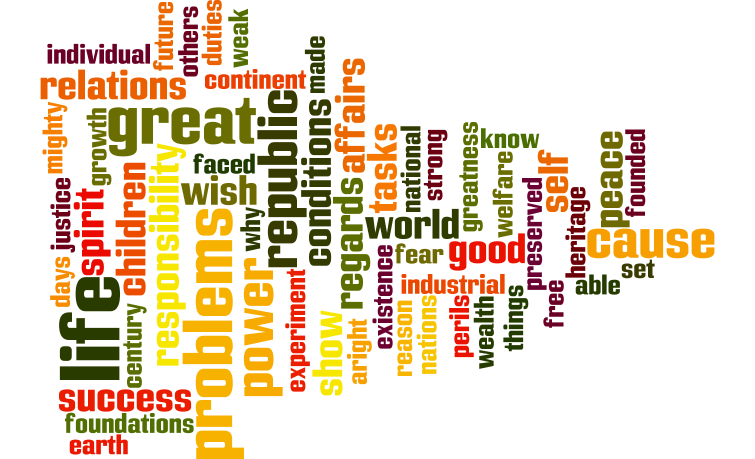 individual
future
others
duties
weak
relations
continent
made
mighty
growth
great
republic
conditions
affairs
tasks
national
strong
greatness
know
welfare
self
peace
founded
faced
wish
why
justice
spirit
children
responsibility
problems
regards
world
fear
good
preserved
heritage
cause
set
able
free
days
life
century
power
experiment
show
aright
existence
industrial
reason
nations
perils
wealth
things
success
foundations
earth